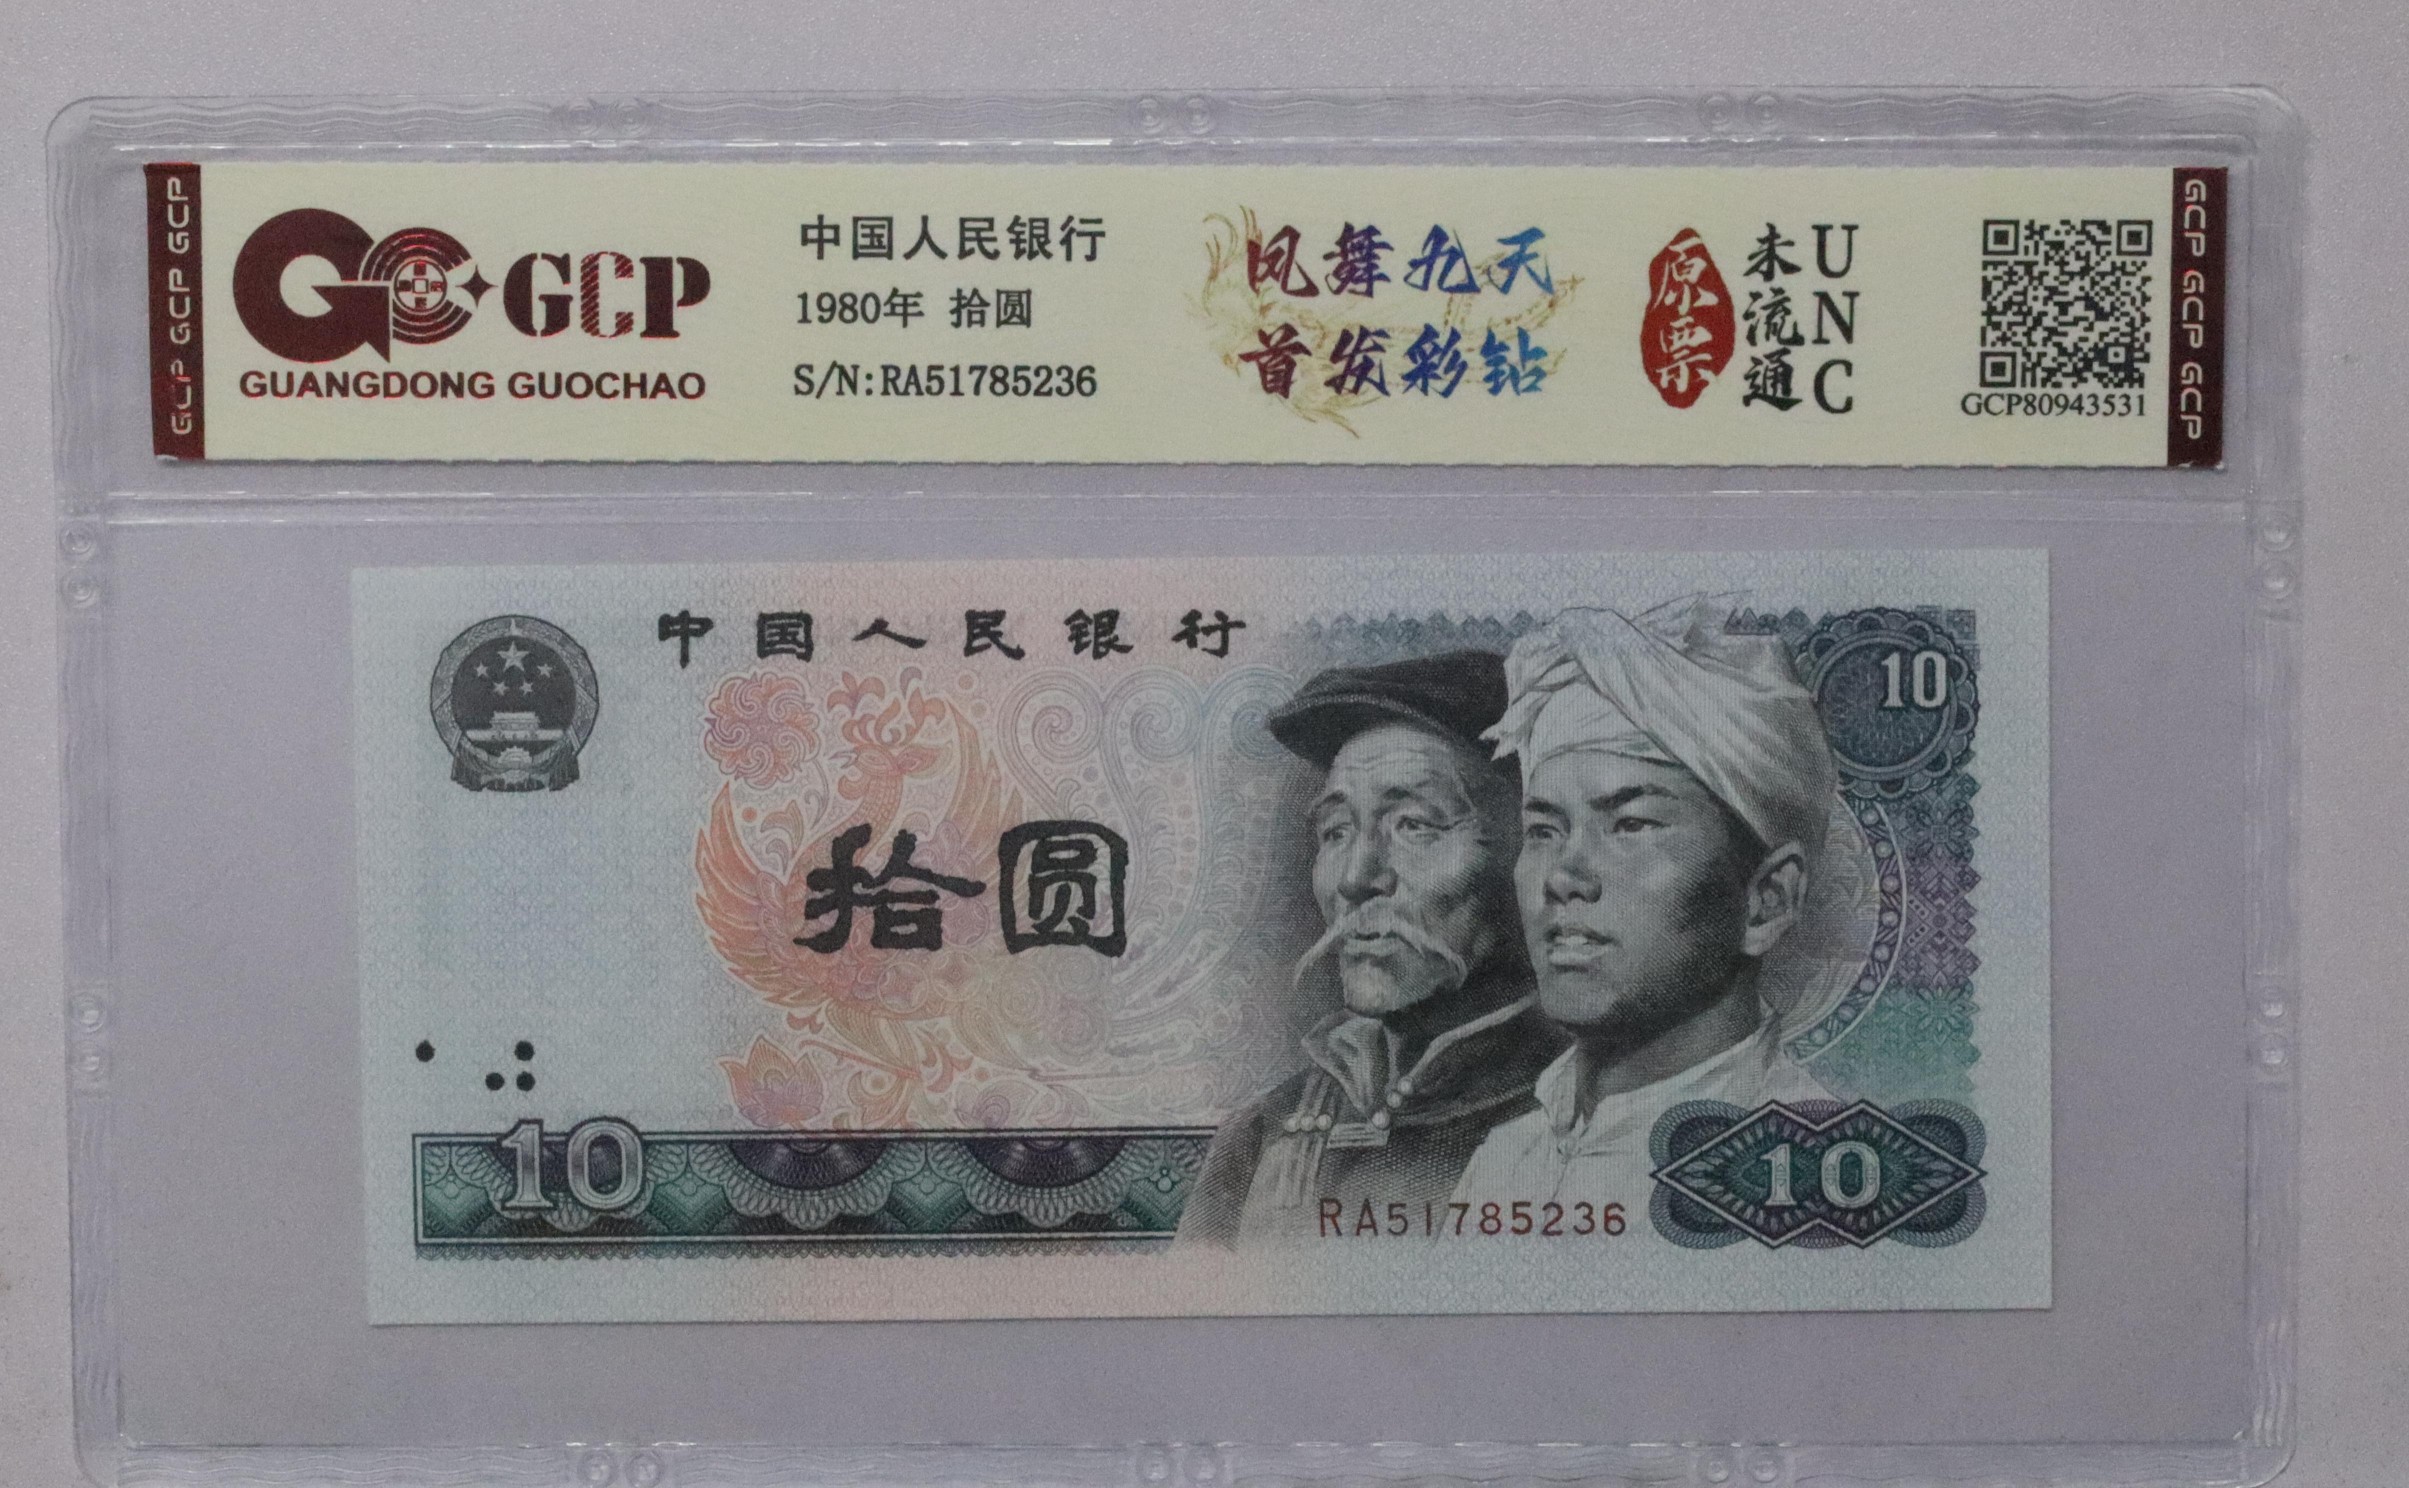 GCP GCP GCP
GCP
GUANGDONG GUOCHAO
中国人民银行
1980年 拾圆
S/N:RA51785236
凤舞九天
首发彩钻
原票
未流通
UNC
GCP80943531
GCP GCP GCP
中国人民银行
10
拾圆
10
RA51785236
10